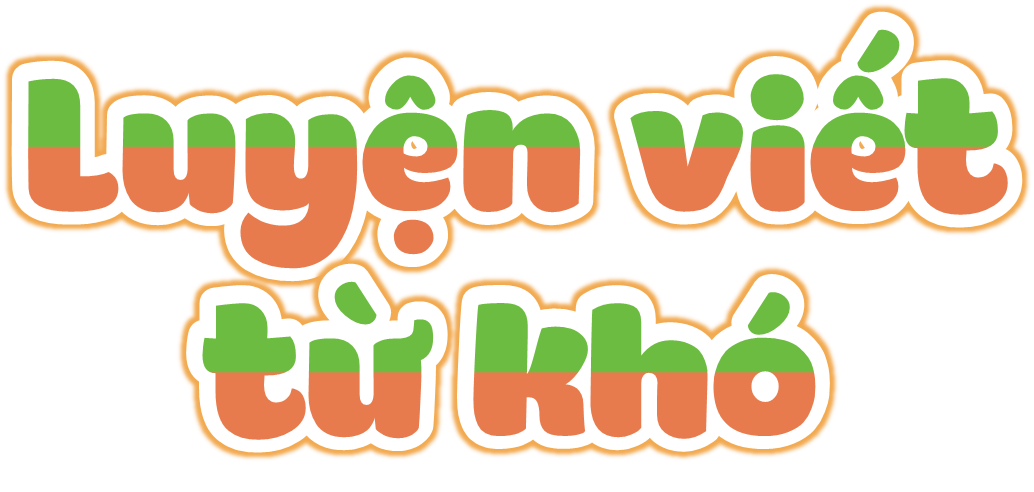 Luyện viết
từ khó